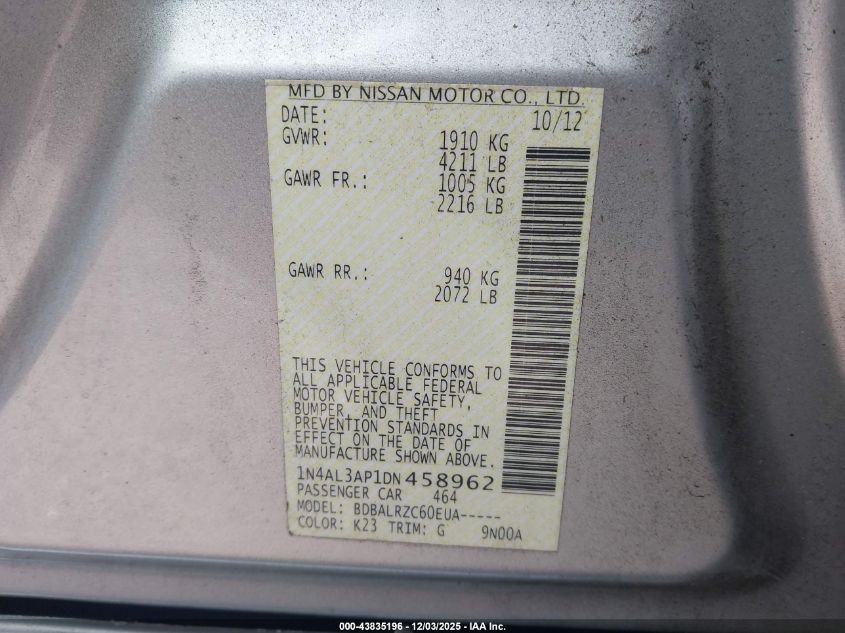 MFD BY NISSAN MOTOR CO., LTD.
DATE: 10/12
GVWR: 1910 KG
4211 LB
GAWR FR.: 1005 KG
2216 LB
GAWR RR.: 940 KG
2072 LB
THIS VEHICLE CONFORMS TO
ALL APPLICABLE FEDERAL
MOTOR VEHICLE SAFETY,
BUMPER, AND THEFT
PREVENTION STANDARDS IN
EFFECT ON THE DATE OF
MANUFACTURE SHOWN ABOVE.
1N4AL3AP1DN458962
PASSENGER CAR 464
MODEL: BDBALRZC60EUA-----
COLOR: K23 TRIM: G 9N00A
000-43835196 - 12/03/2025 - IAA Inc.